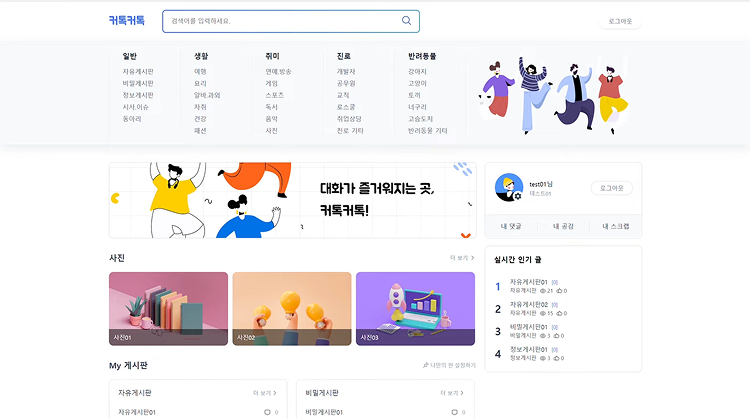 커톡커톡
검색어를 입력하세요.
로그아웃
일반
자유게시판
비밀게시판
정보게시판
시사.이슈
동아리
생활
여행
요리
알바.과외
자취
건강
패션
취미
연예.방송
게임
스포츠
독서
음악
사진
진로
개발자
공무원
교직
로스쿨
취업상담
진로 기타
반려동물
강아지
고양이
토끼
너구리
고슴도치
반려동물 기타
대화가 즐거워지는 곳,
커톡커톡!
test01님
테스트01
로그아웃
내 댓글
내 공감
내 스크랩
사진
더 보기
사진01
사진02
사진03
실시간 인기 글
1 자유게시판01 [0]
자유게시판 21 0
2 자유게시판02 [0]
자유게시판 15 0
3 비밀게시판01 [0]
비밀게시판 3 0
4 정보게시판01 [0]
정보게시판 3 0
My 게시판
나만의 핀 설정하기
자유게시판
더 보기
자유게시판01 0
비밀게시판
더 보기
비밀게시판01 0